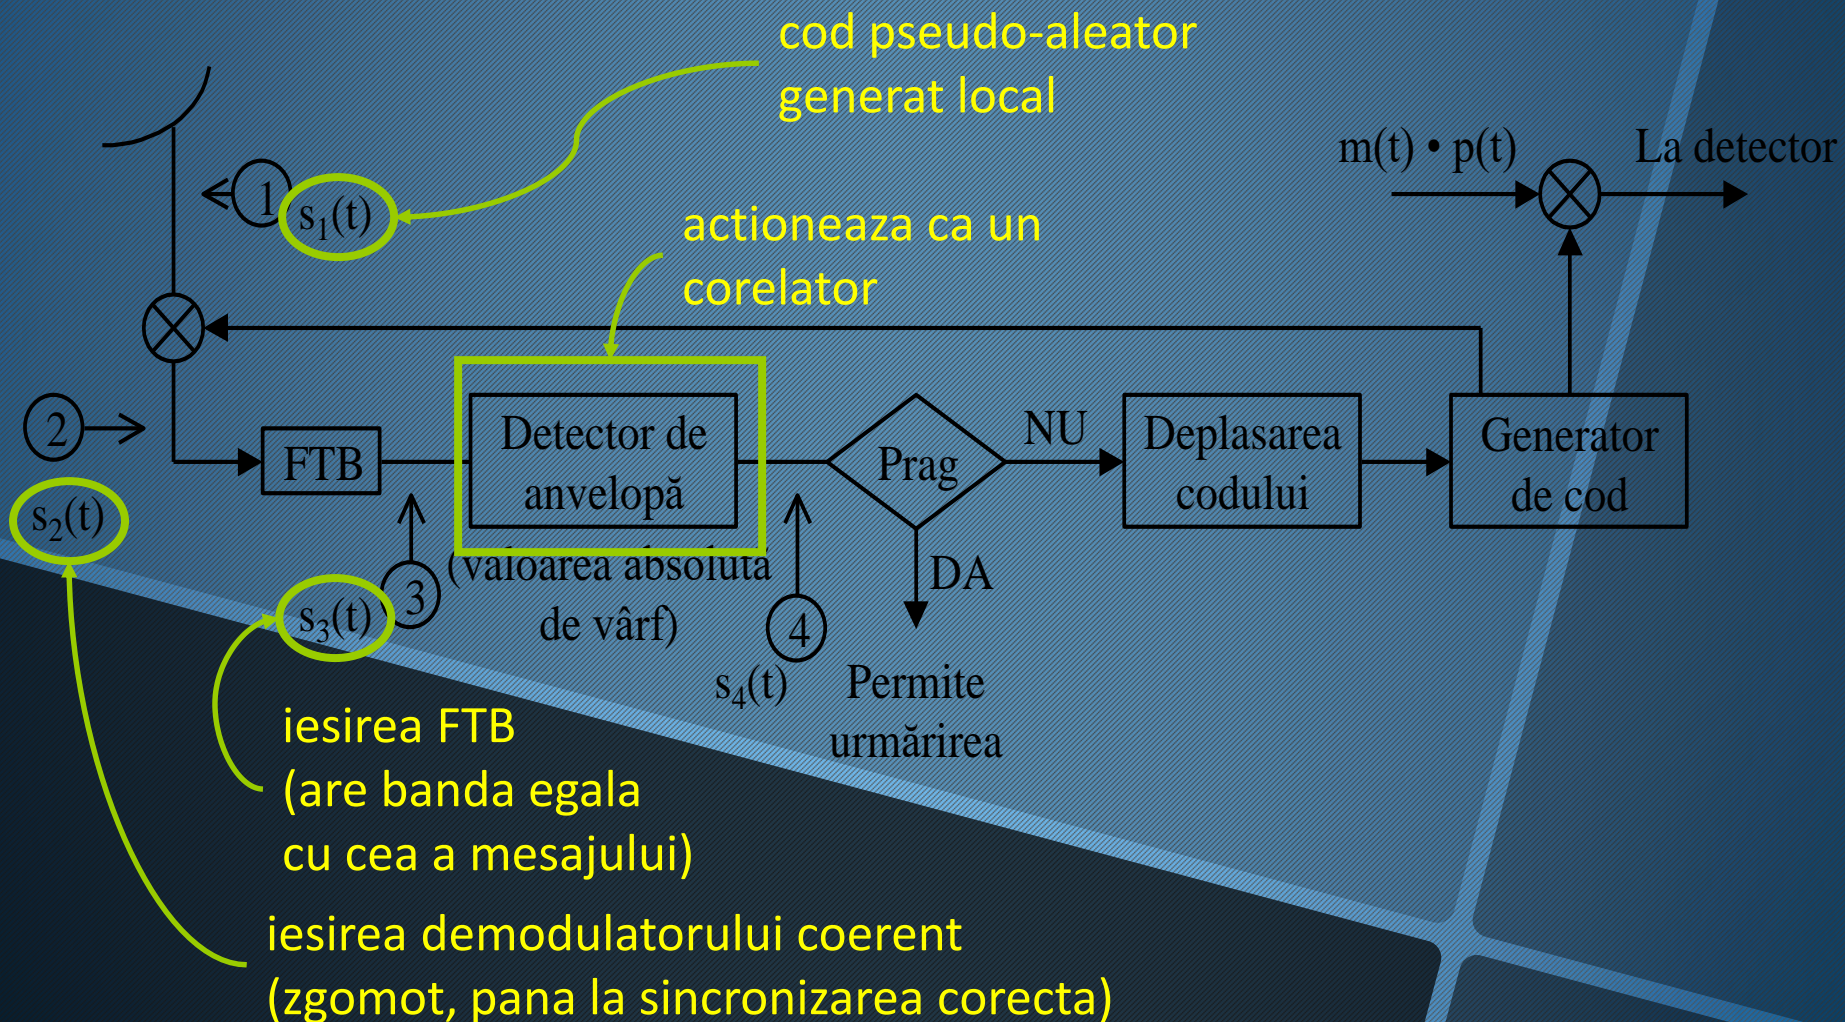 cod pseudo-aleator
generat local
m(t) • p(t)
La detector
1
s₁(t)
actioneaza ca un
corelator
2
s₂(t)
FTB
Detector de
anvelopă
Prag
NU
Deplasarea
codului
Generator
de cod
(valoarea absolută
de vârf)
DA
3
s₃(t)
4
s₄(t)
Permite
urmărirea
iesirea FTB
(are banda egala
cu cea a mesajului)
iesirea demodulatorului coerent
(zgomot, pana la sincronizarea corecta)